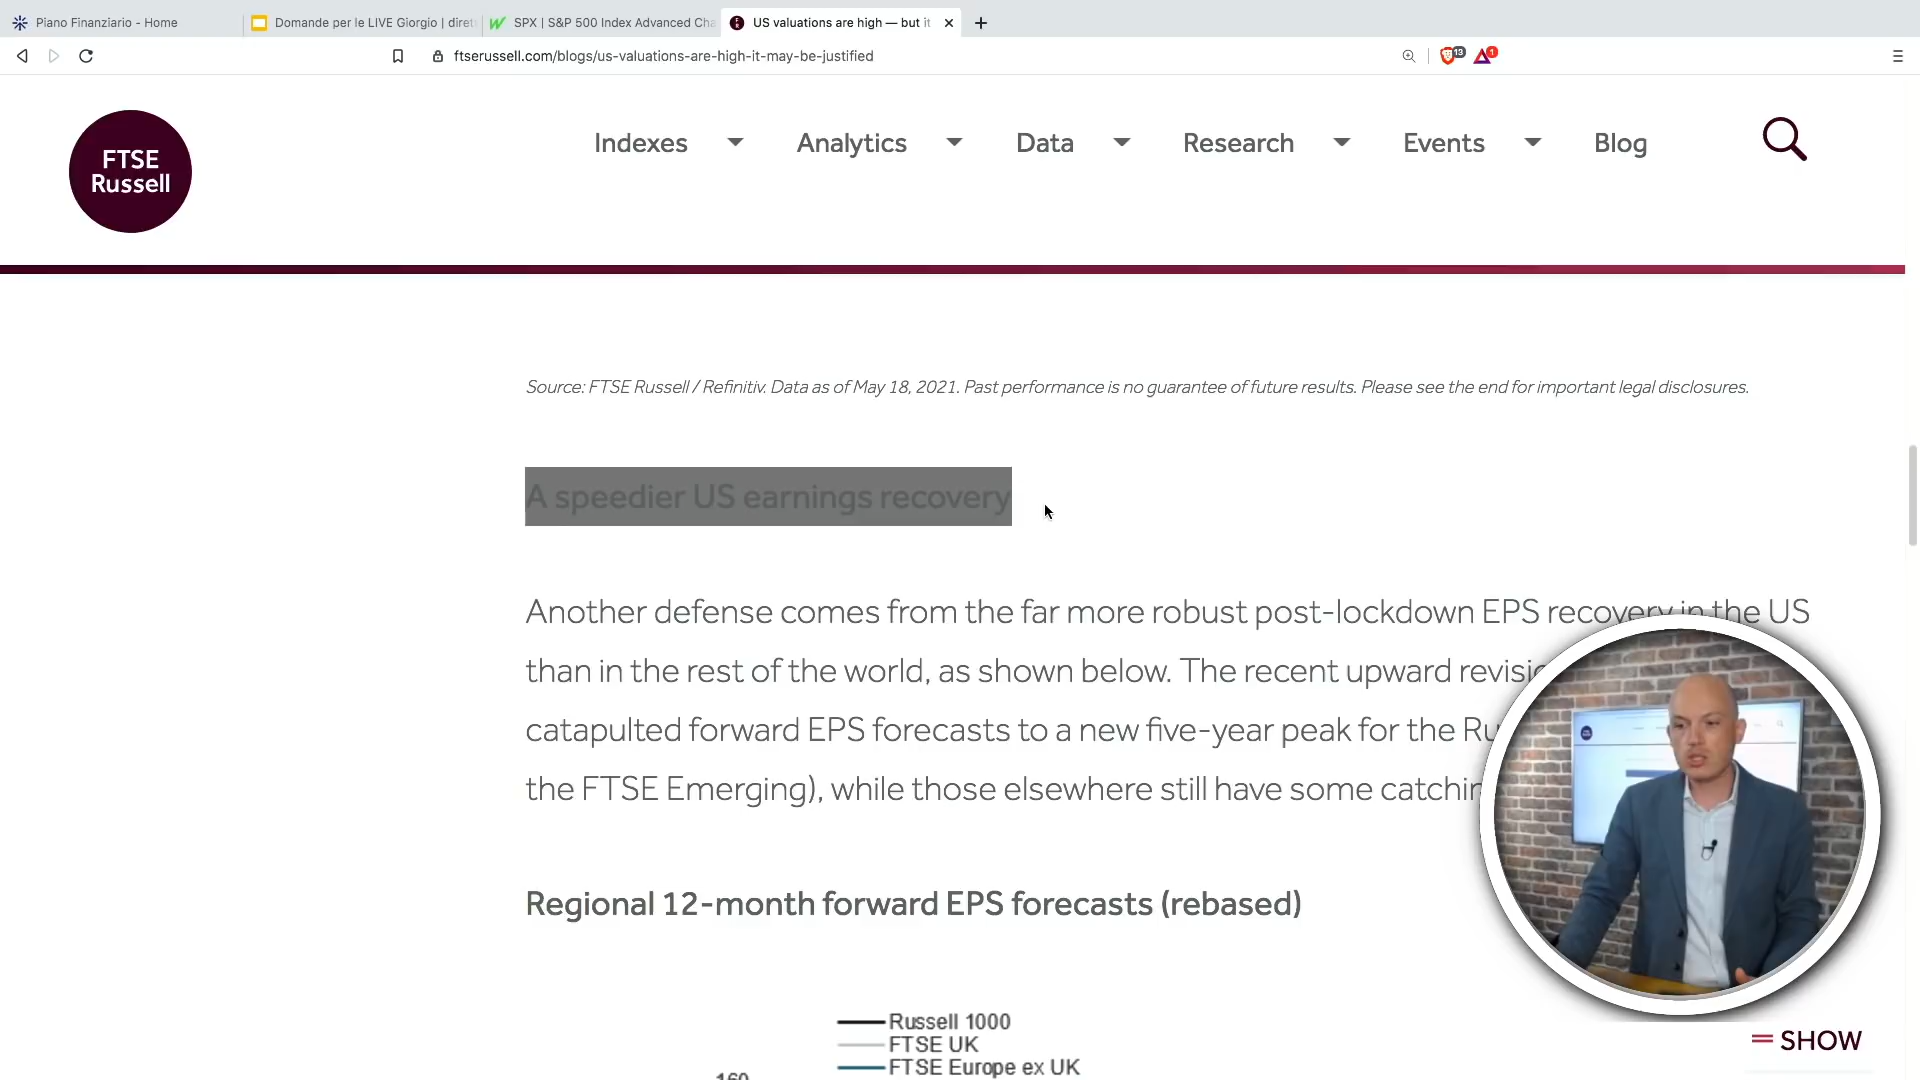 Piano Finanziario - Home
Domande per le LIVE Giorgio | diret
SPX | S&P 500 Index Advanced Cha
US valuations are high — but it
ftserussell.com/blogs/us-valuations-are-high-it-may-be-justified
13
1
FTSE
Russell
Indexes
Analytics
Data
Research
Events
Blog
Source: FTSE Russell / Refinitiv. Data as of May 18, 2021. Past performance is no guarantee of future results. Please see the end for important legal disclosures.
A speedier US earnings recovery
Another defense comes from the far more robust post-lockdown EPS recovery in the US
than in the rest of the world, as shown below. The recent upward
catapulted forward EPS forecasts to a new five-year peak for the
the FTSE Emerging), while those elsewhere still have some
Regional 12-month forward EPS forecasts (rebased)
Russell 1000
FTSE UK
FTSE Europe ex UK
160
SHOW